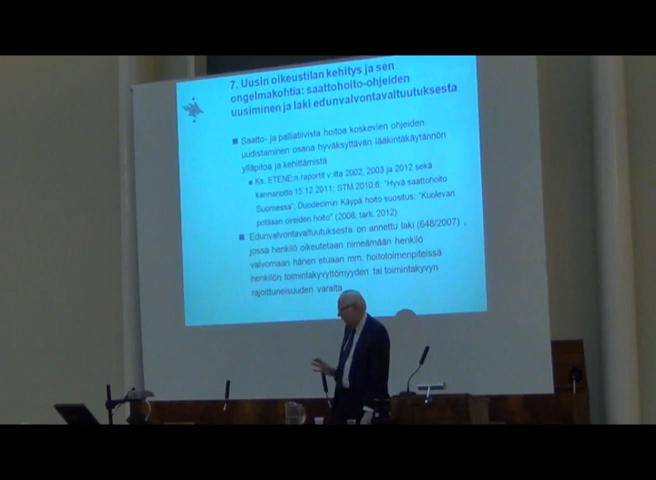 7. Uusin oikeustilan kehitys ja sen
ongelmakohtia: saattohoito-ohjeiden
uusiminen ja laki edunvalvontavaltuutuksesta
Saatto- ja palliatiivista hoitoa koskevien ohjeiden
uudistaminen osana hyväksyttävän lääkintäkäytännön
ylläpitoa ja kehittämistä
Ks. ETENE:n raportit v:ilta 2002, 2003 ja 2012 sekä
kannanotto 15.12.2011; STM 2010:6: "Hyvä saattohoito
Suomessa"; Duodecimin Käypä hoito suositus: "Kuolevan
potilaan oireiden hoito" (2008, tark. 2012)
Edunvalvontavaltuutuksesta on annettu laki (648/2007) ,
jossa henkilö oikeutetaan nimeämään henkilö
valvomaan hänen etuaan mm. hoitotoimenpiteissä
henkilön toimintakyvyttömyyden tai toimintakyvyn
rajoittuneisuuden varalta